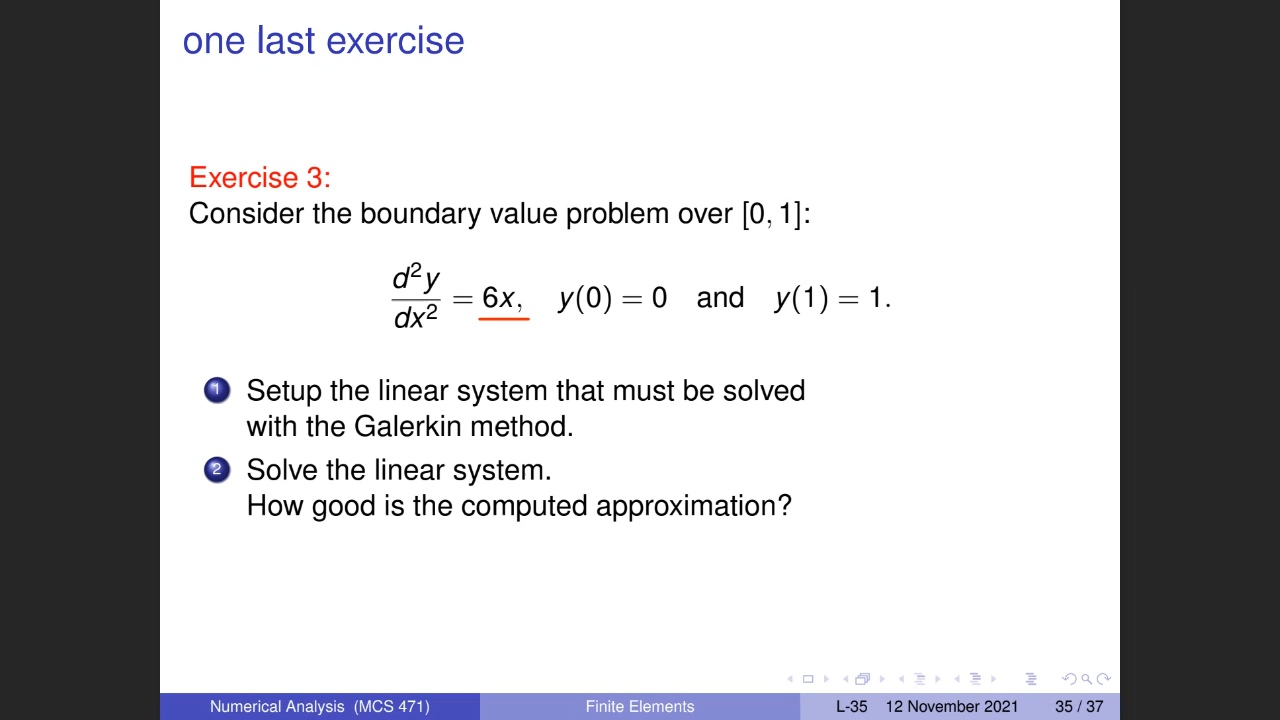 one last exercise
Exercise 3:
Consider the boundary value problem over [0, 1]:
d²y/dx² = 6x, y(0) = 0 and y(1) = 1.
1 Setup the linear system that must be solved
with the Galerkin method.
2 Solve the linear system.
How good is the computed approximation?
Numerical Analysis (MCS 471) Finite Elements L-35 12 November 2021 35 / 37